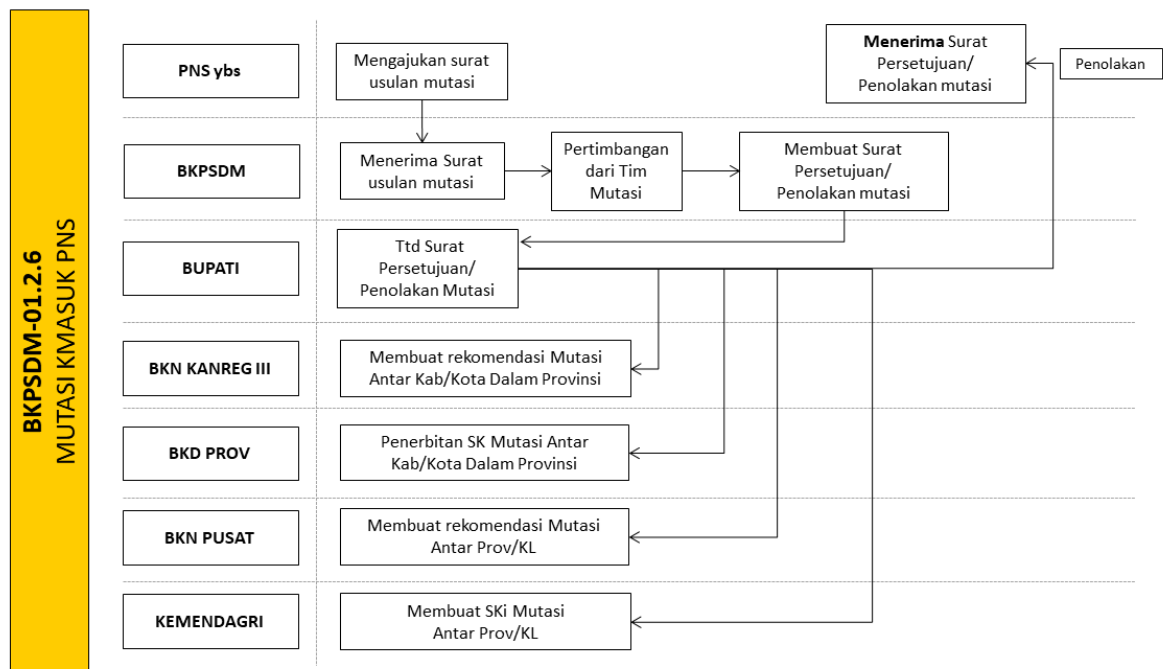 BKPSDM-01.2.6
MUTASI KMASUK PNS
PNS ybs
Mengajukan surat
usulan mutasi
Menerima Surat
Persetujuan/
Penolakan mutasi
Penolakan
BKPSDM
Menerima Surat
usulan mutasi
Pertimbangan
dari Tim
Mutasi
Membuat Surat
Persetujuan/
Penolakan mutasi
BUPATI
Ttd Surat
Persetujuan/
Penolakan Mutasi
BKN KANREG III
Membuat rekomendasi Mutasi
Antar Kab/Kota Dalam Provinsi
BKD PROV
Penerbitan SK Mutasi Antar
Kab/Kota Dalam Provinsi
BKN PUSAT
Membuat rekomendasi Mutasi
Antar Prov/KL
KEMENDAGRI
Membuat SKi Mutasi
Antar Prov/KL